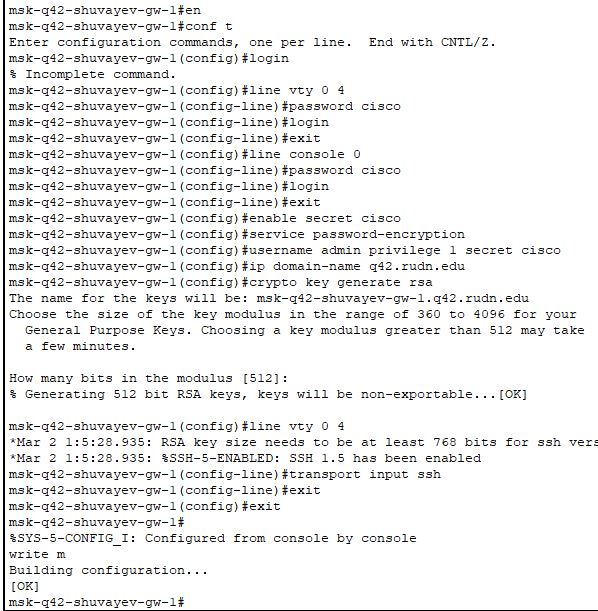 msk-q42-shuvayev-gw-1#en
msk-q42-shuvayev-gw-1#conf t
Enter configuration commands, one per line.  End with CNTL/Z.
msk-q42-shuvayev-gw-1(config)#login
% Incomplete command.
msk-q42-shuvayev-gw-1(config)#line vty 0 4
msk-q42-shuvayev-gw-1(config-line)#password cisco
msk-q42-shuvayev-gw-1(config-line)#login
msk-q42-shuvayev-gw-1(config-line)#exit
msk-q42-shuvayev-gw-1(config)#line console 0
msk-q42-shuvayev-gw-1(config-line)#password cisco
msk-q42-shuvayev-gw-1(config-line)#login
msk-q42-shuvayev-gw-1(config-line)#exit
msk-q42-shuvayev-gw-1(config)#enable secret cisco
msk-q42-shuvayev-gw-1(config)#service password-encryption
msk-q42-shuvayev-gw-1(config)#username admin privilege 1 secret cisco
msk-q42-shuvayev-gw-1(config)#ip domain-name q42.rudn.edu
msk-q42-shuvayev-gw-1(config)#crypto key generate rsa
The name for the keys will be: msk-q42-shuvayev-gw-1.q42.rudn.edu
Choose the size of the key modulus in the range of 360 to 4096 for your
  General Purpose Keys. Choosing a key modulus greater than 512 may take
  a few minutes.

How many bits in the modulus [512]:
% Generating 512 bit RSA keys, keys will be non-exportable...[OK]

msk-q42-shuvayev-gw-1(config)#line vty 0 4
*Mar 2 1:5:28.935: RSA key size needs to be at least 768 bits for ssh vers
*Mar 2 1:5:28.935: %SSH-5-ENABLED: SSH 1.5 has been enabled
msk-q42-shuvayev-gw-1(config-line)#transport input ssh
msk-q42-shuvayev-gw-1(config-line)#exit
msk-q42-shuvayev-gw-1(config)#exit
msk-q42-shuvayev-gw-1#
%SYS-5-CONFIG_I: Configured from console by console
write m
Building configuration...
[OK]
msk-q42-shuvayev-gw-1#